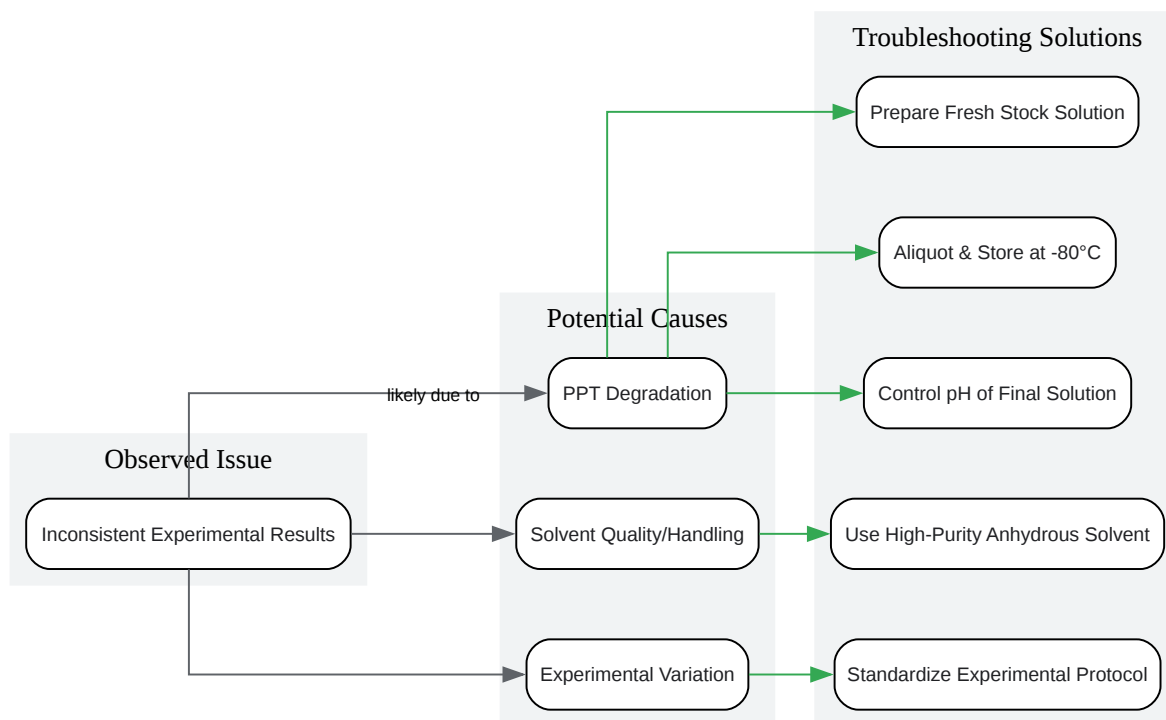 Troubleshooting Solutions
Prepare Fresh Stock Solution
Aliquot & Store at -80°C
Potential Causes
likely due to
PPT Degradation
Control pH of Final Solution
Observed Issue
Inconsistent Experimental Results
Solvent Quality/Handling
Use High-Purity Anhydrous Solvent
Experimental Variation
Standardize Experimental Protocol